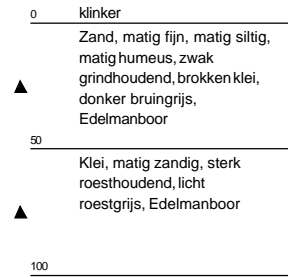 0 klinker
Zand, matig fijn, matig siltig,
matig humeus, zwak
grindhoudend, brokken klei,
donker bruingrijs,
Edelmanboor
50
Klei, matig zandig, sterk
roesthoudend, licht
roestgrijs, Edelmanboor
100